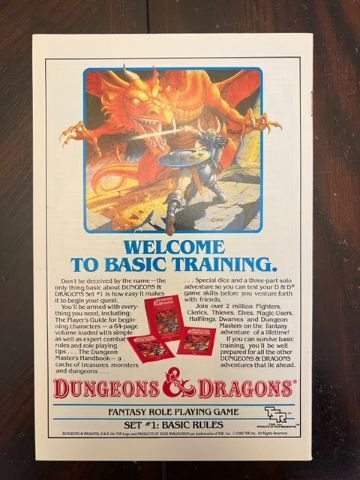 WELCOME
TO BASIC TRAINING.
Don't be deceived by the name — the
only thing basic about DUNGEONS &
DRAGONS Set #1 is how easy it makes
it to begin your quest.
You'll be armed with every-
thing you need, including:
The Player's Guide for begin-
ning characters — a 64-page
volume loaded with simple
as well as expert combat
rules and role playing
tips . . . The Dungeon
Master's Handbook — a
cache of treasures, monsters
and dungeons . . .
. . . Special dice and a three-part solo
adventure so you can test your D & D®
game skills before you venture forth
with friends.
Join over 2 million Fighters,
Clerics, Thieves, Elves, Magic-Users,
Halflings, Dwarves and Dungeon
Masters on the fantasy
adventure of a lifetime!
If you can survive basic
training, you'll be well
prepared for all the other
DUNGEONS & DRAGONS
adventures that lie ahead.
DUNGEONS & DRAGONS®
FANTASY ROLE PLAYING GAME
SET #1: BASIC RULES